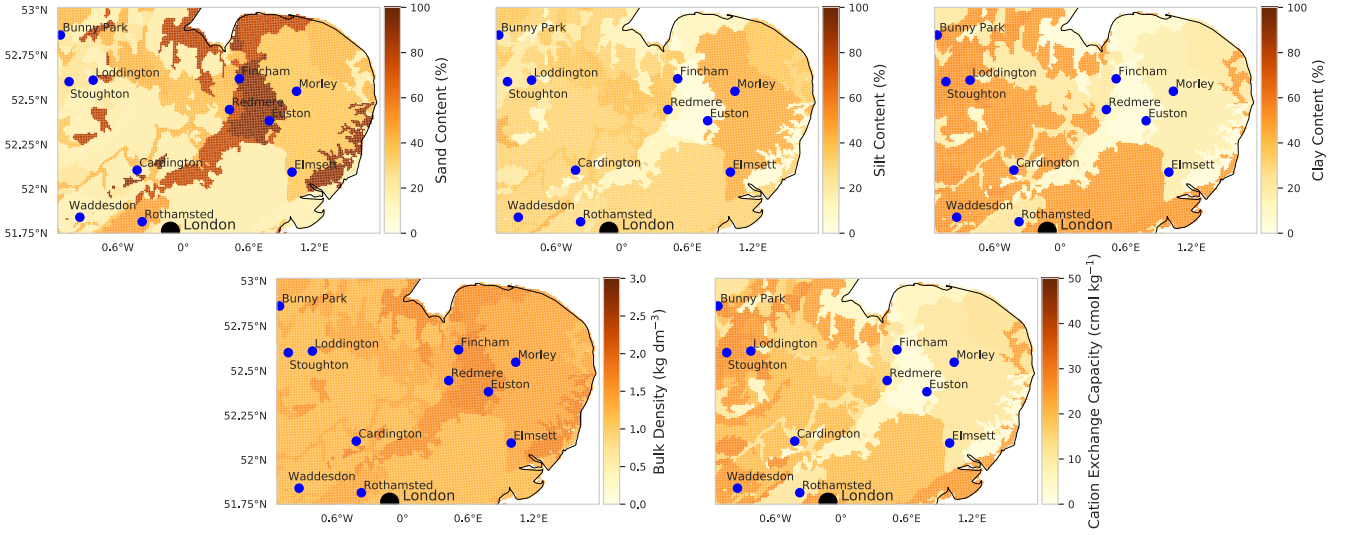 53°N
52.75°N
52.5°N
52.25°N
52°N
51.75°N
Bunny Park
Loddington
Stoughton
Fincham
Morley
Redmere
Euston
Cardington
Elmsett
Waddesdon
Rothamsted
London
0.6°W
0°
0.6°E
1.2°E
100
80
60
40
20
0
Sand Content (%)
Bunny Park
Loddington
Stoughton
Fincham
Morley
Redmere
Euston
Cardington
Elmsett
Waddesdon
Rothamsted
London
0.6°W
0°
0.6°E
1.2°E
100
80
60
40
20
0
Silt Content (%)
Bunny Park
Loddington
Stoughton
Fincham
Morley
Redmere
Euston
Cardington
Elmsett
Waddesdon
Rothamsted
London
0.6°W
0°
0.6°E
1.2°E
100
80
60
40
20
0
Clay Content (%)
53°N
52.75°N
52.5°N
52.25°N
52°N
51.75°N
Bunny Park
Loddington
Stoughton
Fincham
Morley
Redmere
Euston
Cardington
Elmsett
Waddesdon
Rothamsted
London
0.6°W
0°
0.6°E
1.2°E
3.0
2.5
2.0
1.5
1.0
0.5
0.0
Bulk Density (kg dm⁻³)
Bunny Park
Loddington
Stoughton
Fincham
Morley
Redmere
Euston
Cardington
Elmsett
Waddesdon
Rothamsted
London
0.6°W
0°
0.6°E
1.2°E
50
40
30
20
10
0
Cation Exchange Capacity (cmol kg⁻¹)